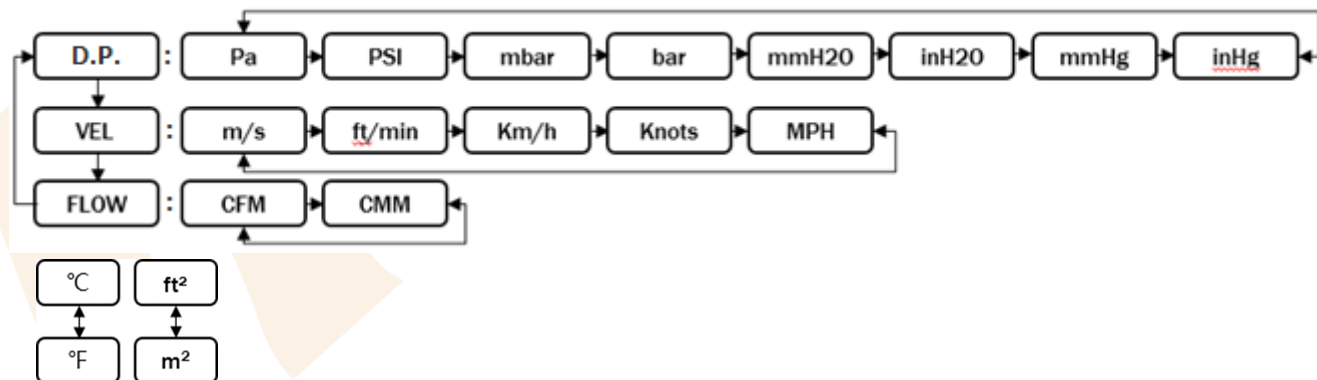 D.P. : Pa PSI mbar bar mmH2O inH2O mmHg inHg
VEL : m/s ft/min Km/h Knots MPH
FLOW : CFM CMM
℃ ft²
℉ m²